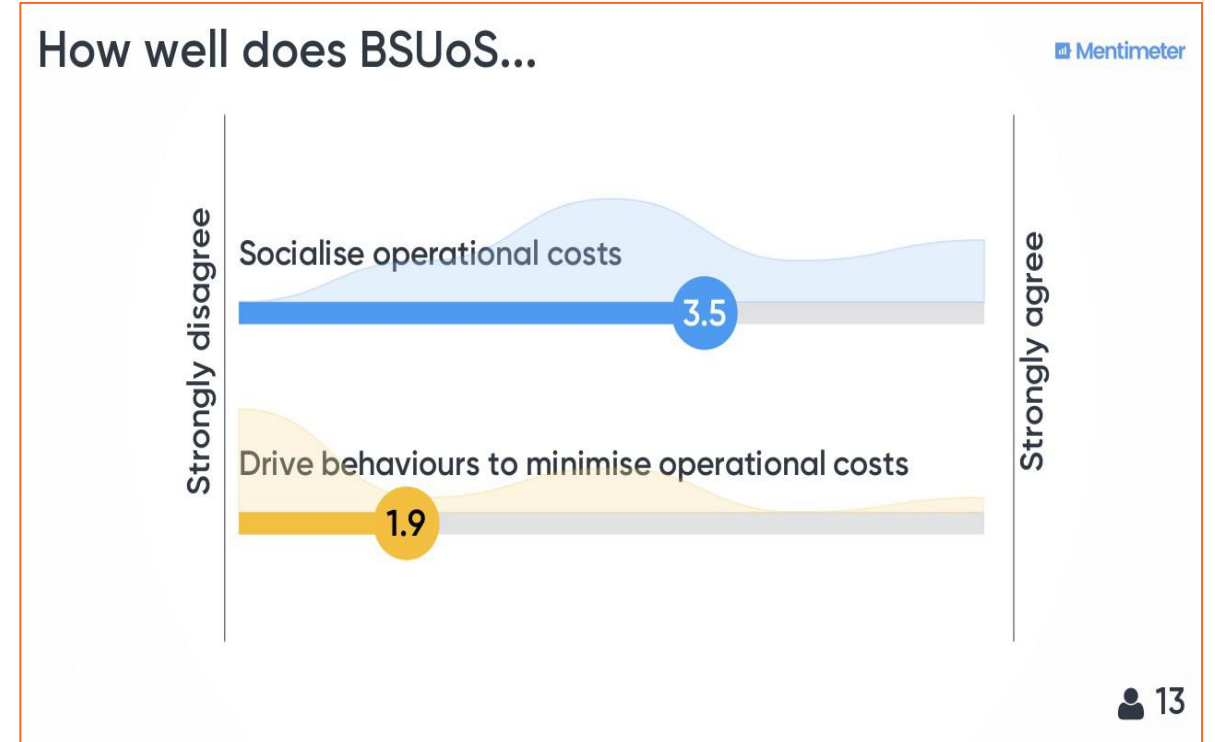 How well does BSUoS...
Mentimeter
Strongly disagree
Socialise operational costs
3.5
Drive behaviours to minimise operational costs
1.9
Strongly agree
13